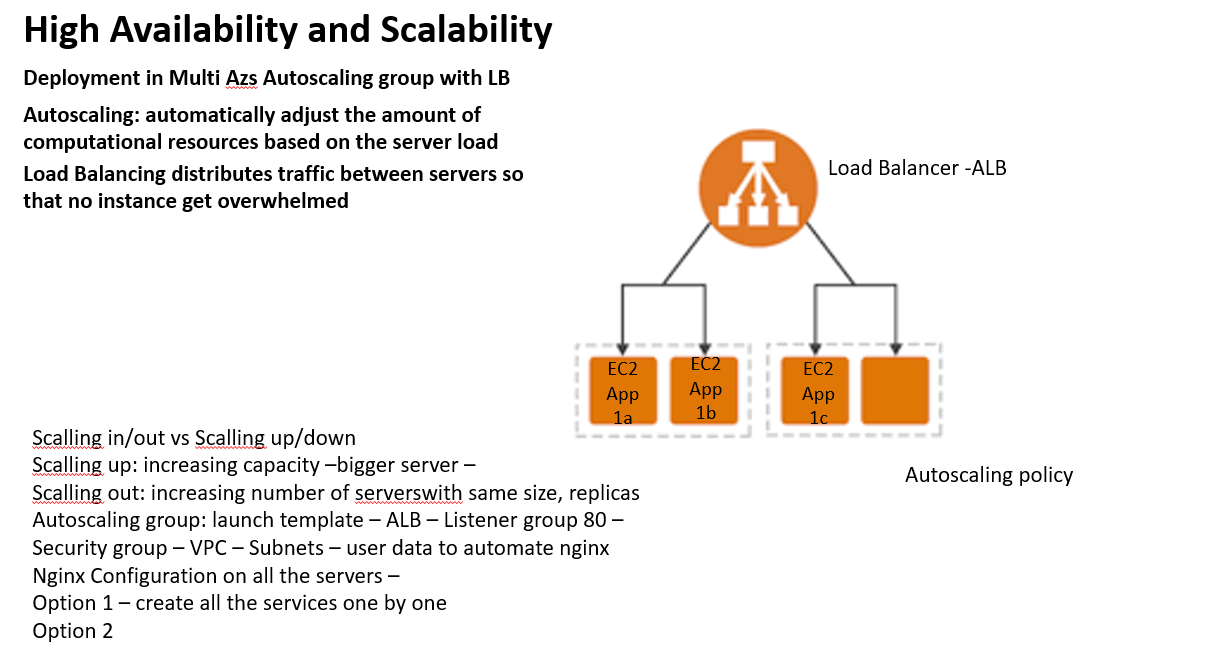 High Availability and Scalability
Deployment in Multi Azs Autoscaling group with LB
Autoscaling: automatically adjust the amount of
computational resources based on the server load
Load Balancing distributes traffic between servers so
that no instance get overwhelmed
Load Balancer -ALB
EC2
App
1a
EC2
App
1b
EC2
App
1c
Autoscaling policy
Scalling in/out vs Scalling up/down
Scalling up: increasing capacity –bigger server –
Scalling out: increasing number of serverswith same size, replicas
Autoscaling group: launch template – ALB – Listener group 80 –
Security group – VPC – Subnets – user data to automate nginx
Nginx Configuration on all the servers –
Option 1 – create all the services one by one
Option 2